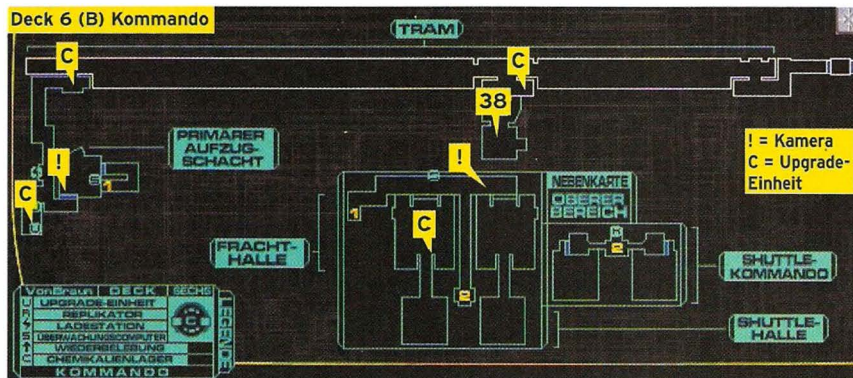 Deck 6 (B) Kommando
TRAM
C
C
38
PRIMARER
AUFZUG-
SCHACHT
!
! = Kamera
C = Upgrade-
Einheit
S
1
!
C
NEBENKARTE
OBERER
BEREICH
1
C
FRACHT-
HALLE
2
2
SHUTTLE-
KOMMANDO
SHUTTLE-
HALLE
VonBraun DECK SECHS
LEGENDE
U UPGRADE-EINHEIT
R REPLIKATOR
LADESTATION
S ÜBERWACHUNGSCOMPUTER
WIEDERBELEBUNG
C CHEMIKALIENLAGER
KOMMANDO